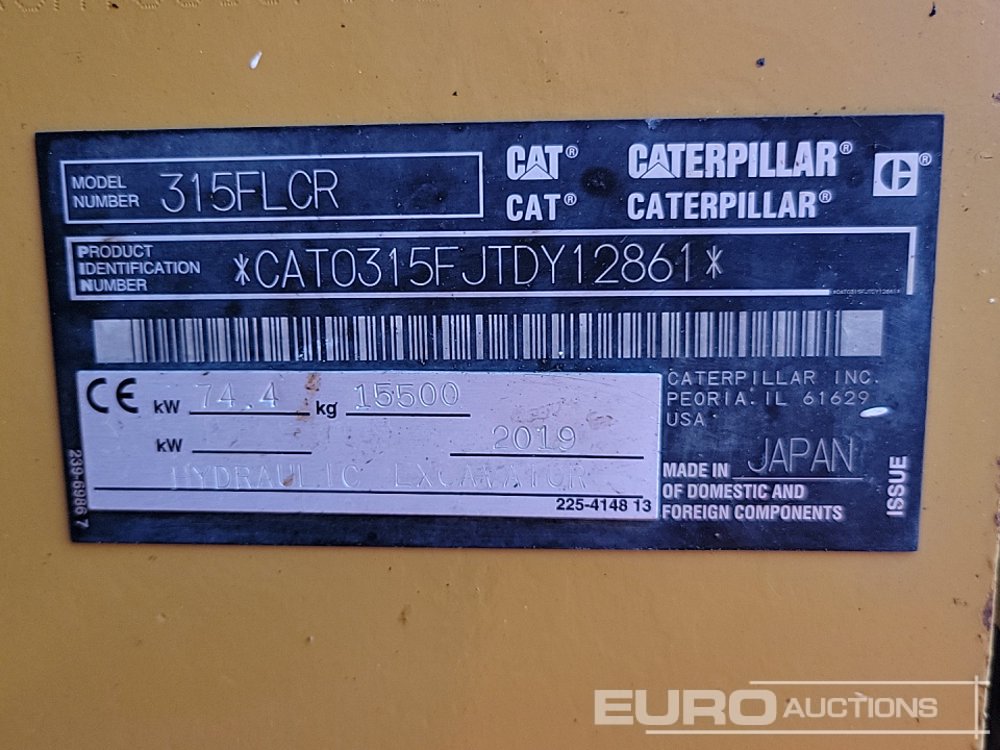 MODEL NUMBER 315FLCR
CAT® CATERPILLAR®
CAT® CATERPILLAR®
PRODUCT
IDENTIFICATION
NUMBER
*CAT0315FJTDY12861*
*CAT0315FJTDY12861*
CE kW 74.4 kg 15500
kW 2019
HYDRAULIC EXCAVATOR
225-4148 13
239-6986 7
CATERPILLAR INC.
PEORIA IL 61629
USA
MADE IN JAPAN
OF DOMESTIC AND
FOREIGN COMPONENTS
ISSUE
EURO AUCTIONS